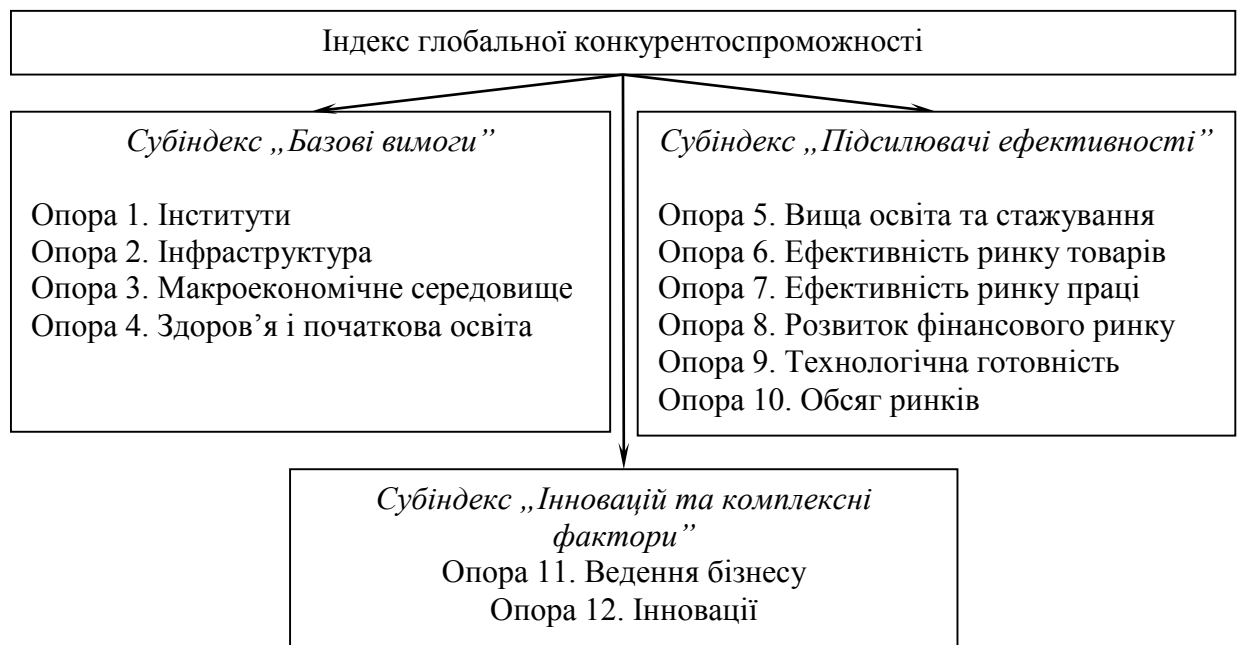 Індекс глобальної конкурентоспроможності
Субіндекс „Базові вимоги”
Опора 1. Інститути
Опора 2. Інфраструктура
Опора 3. Макроекономічне середовище
Опора 4. Здоров’я і початкова освіта
Субіндекс „Підсилювачі ефективності”
Опора 5. Вища освіта та стажування
Опора 6. Ефективність ринку товарів
Опора 7. Ефективність ринку праці
Опора 8. Розвиток фінансового ринку
Опора 9. Технологічна готовність
Опора 10. Обсяг ринків
Субіндекс „Інновацій та комплексні
фактори”
Опора 11. Ведення бізнесу
Опора 12. Інновації